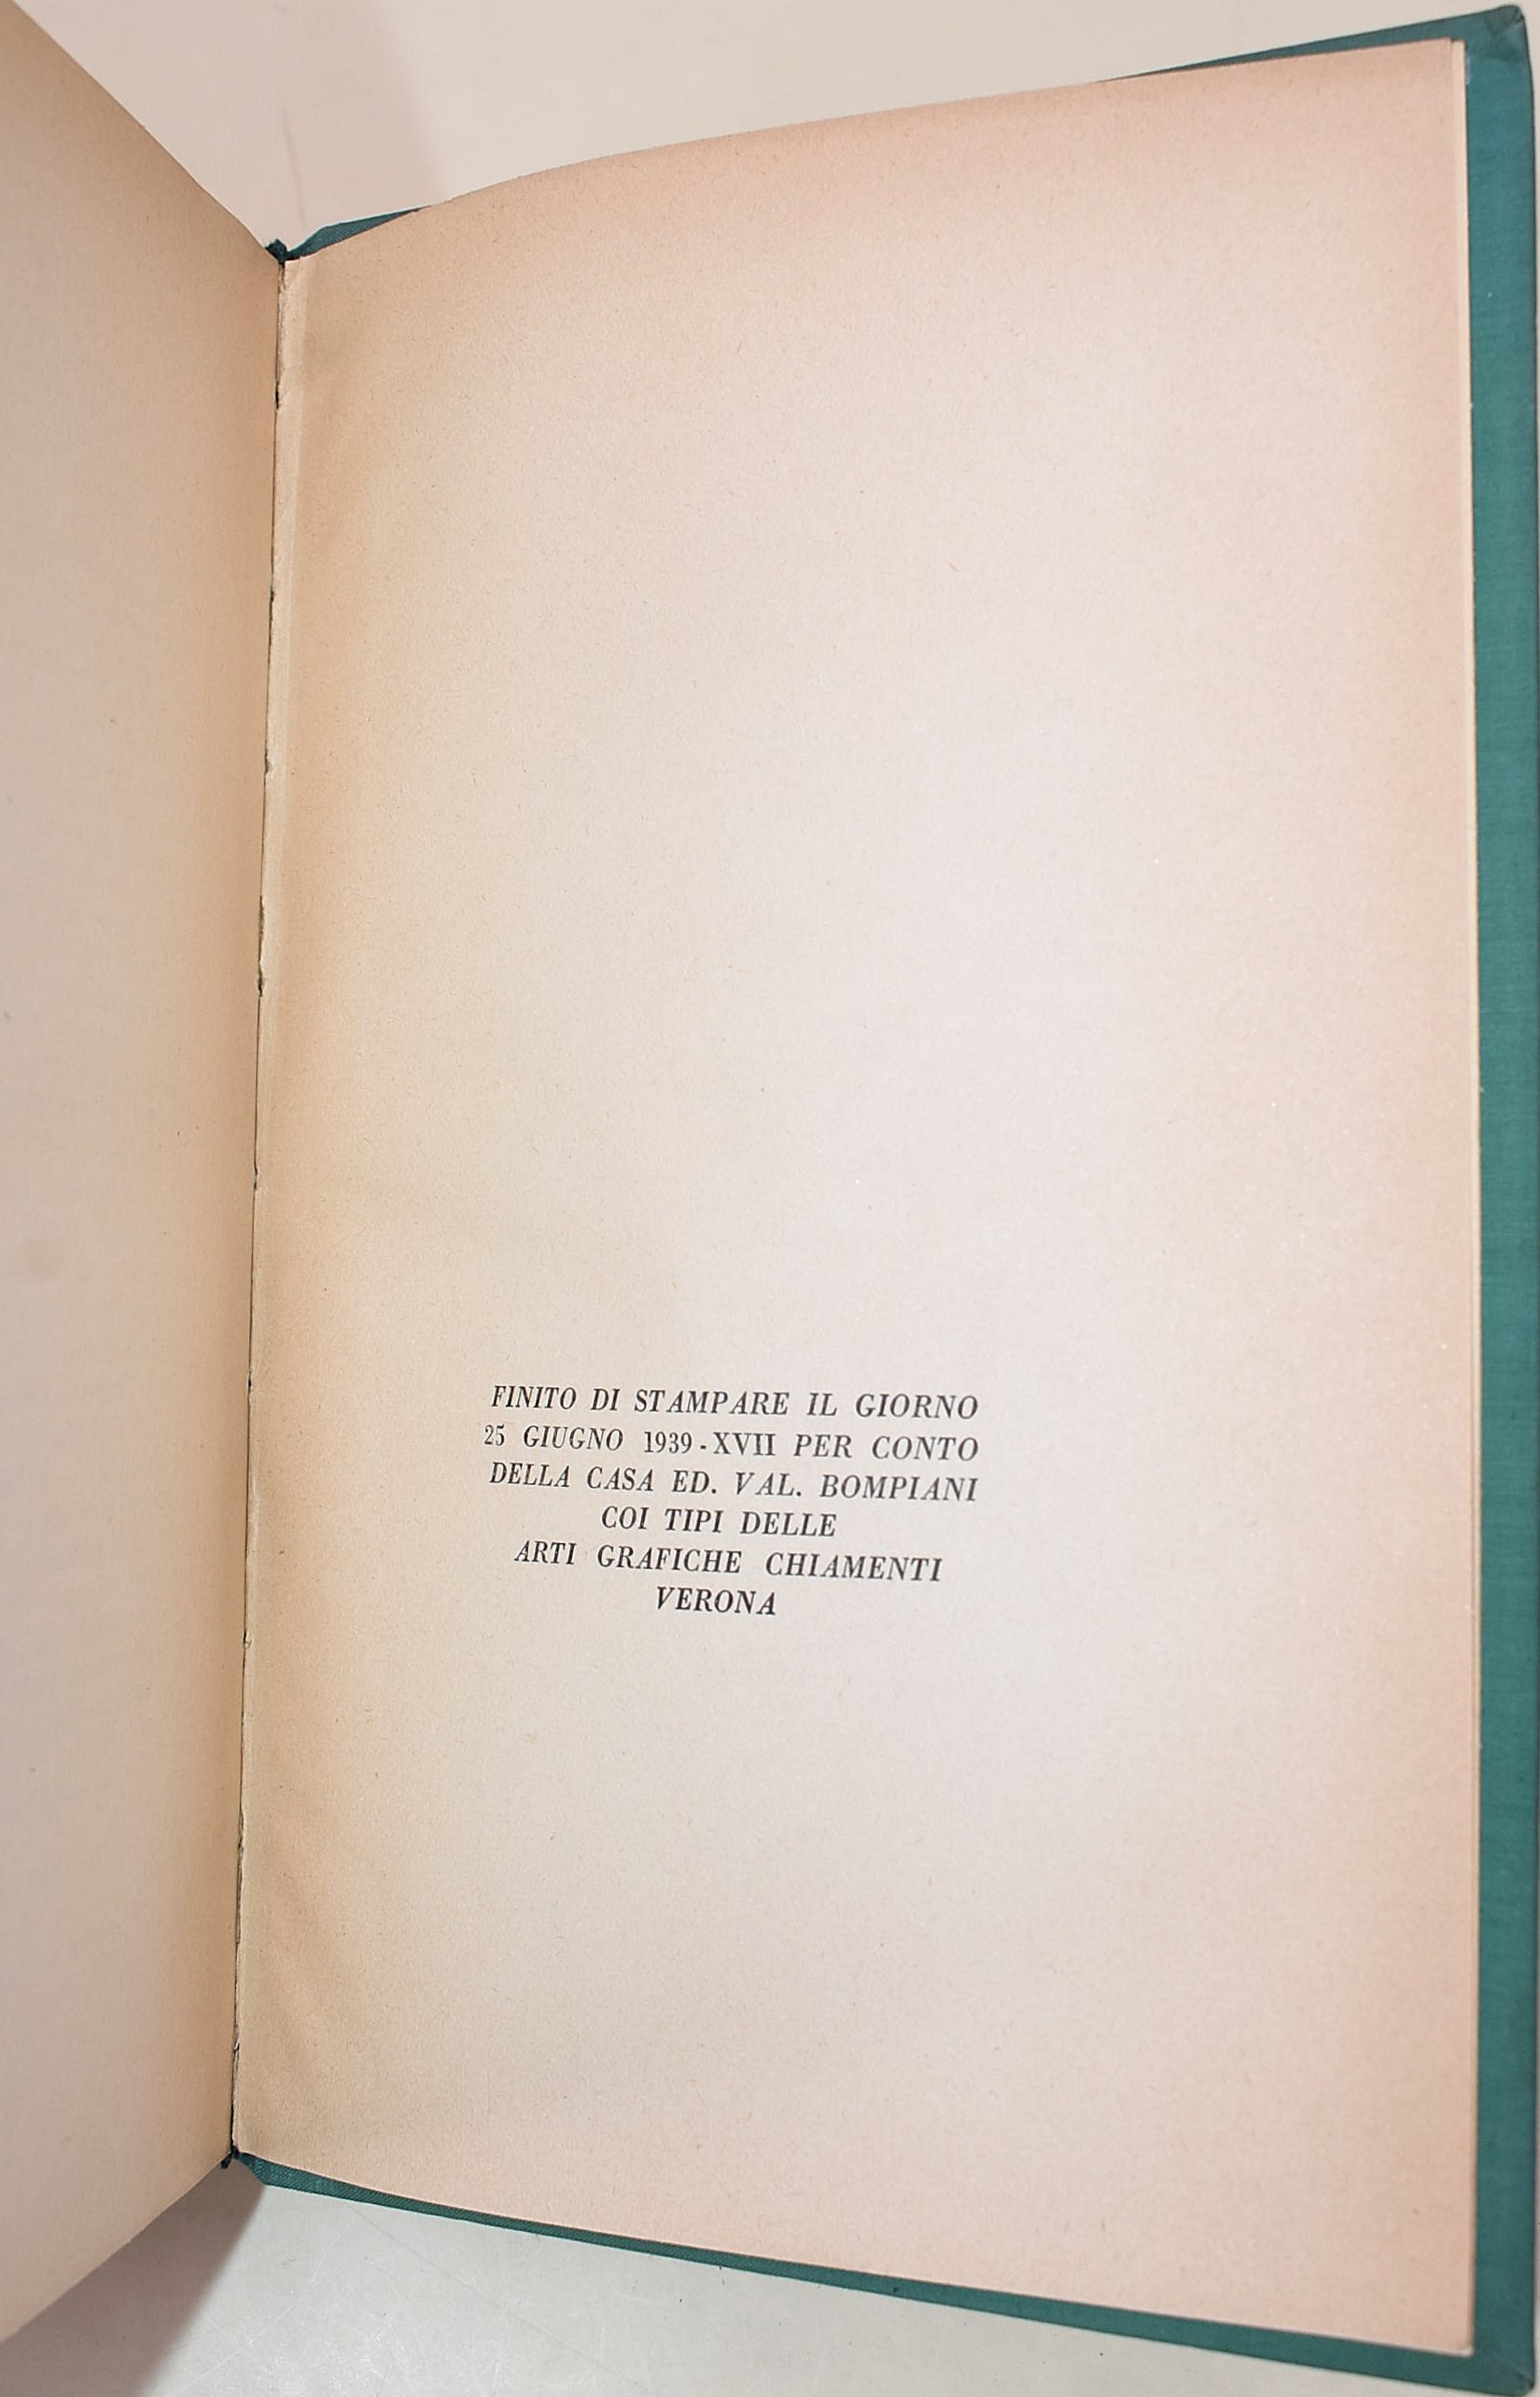 FINITO DI STAMPARE IL GIORNO
25 GIUGNO 1939-XVII PER CONTO
DELLA CASA ED. VAL. BOMPIANI
COI TIPI DELLE
ARTI GRAFICHE CHIAMENTI
VERONA